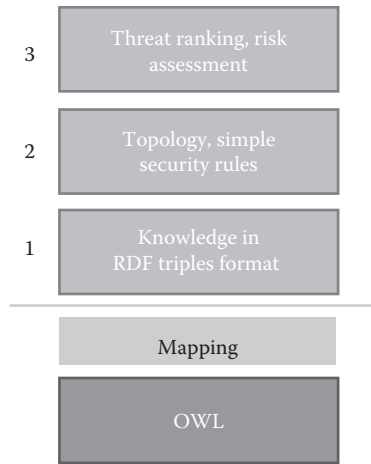 3
Threat ranking, risk
assessment
2
Topology, simple
security rules
1
Knowledge in
RDF triples format
Mapping
OWL